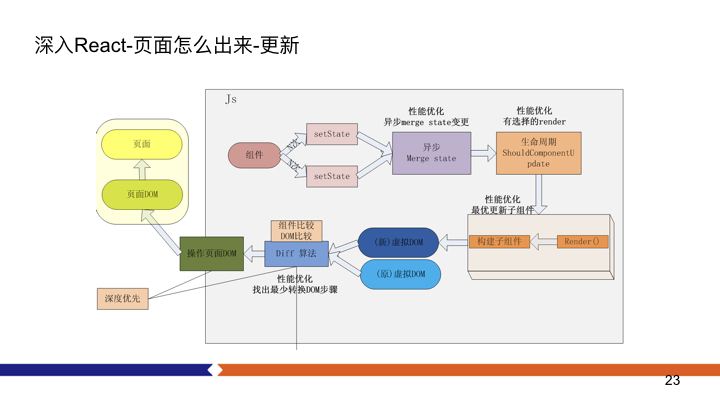 深入React-页面怎么出来-更新
Js
性能优化
异步merge state变更
性能优化
有选择的render
页面
页面DOM
组件
N次
N次
setState
setState
异步
Merge state
生命周期
ShouldComponentU
pdate
性能优化
最优更新子组件
组件比较
DOM比较
操作页面DOM
Diff 算法
(新)虚拟DOM
(原)虚拟DOM
构建子组件
Render()
性能优化
找出最少转换DOM步骤
深度优先
23